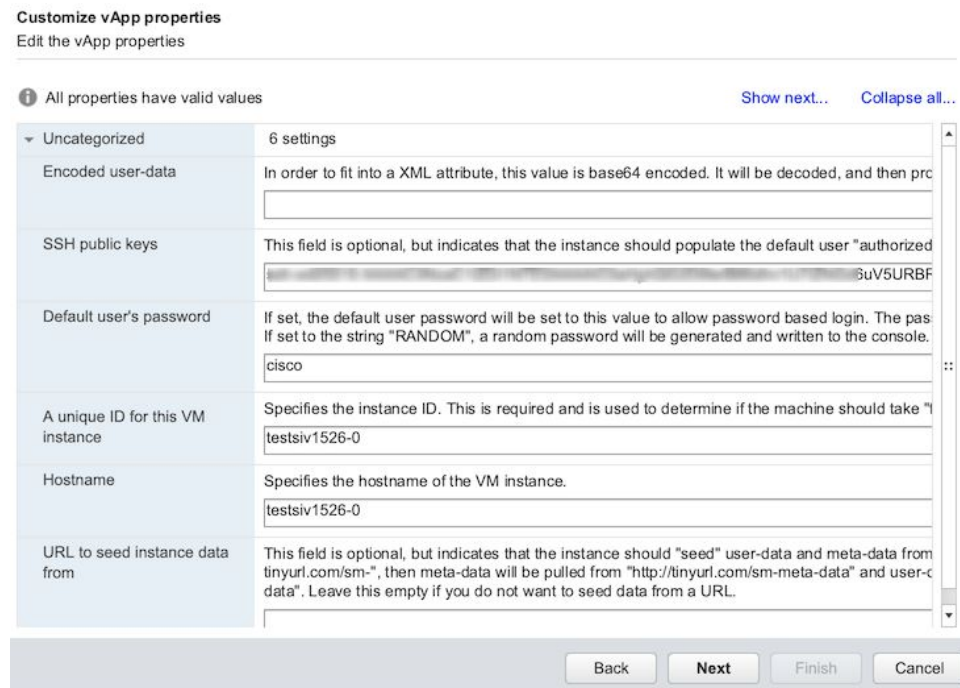 Customize vApp properties
Edit the vApp properties
All properties have valid values
Show next...
Collapse all...
Uncategorized
6 settings
Encoded user-data
In order to fit into a XML attribute, this value is base64 encoded. It will be decoded, and then prc
SSH public keys
This field is optional, but indicates that the instance should populate the default user "authorized
6uV5URBF
Default user's password
If set, the default user password will be set to this value to allow password based login. The pas
If set to the string "RANDOM", a random password will be generated and written to the console.
cisco
A unique ID for this VM
instance
Specifies the instance ID. This is required and is used to determine if the machine should take "f
testsiv1526-0
Hostname
Specifies the hostname of the VM instance.
testsiv1526-0
URL to seed instance data
from
This field is optional, but indicates that the instance should "seed" user-data and meta-data from
tinyurl.com/sm-", then meta-data will be pulled from "http://tinyurl.com/sm-meta-data" and user-d
data". Leave this empty if you do not want to seed data from a URL.
Back
Next
Finish
Cancel